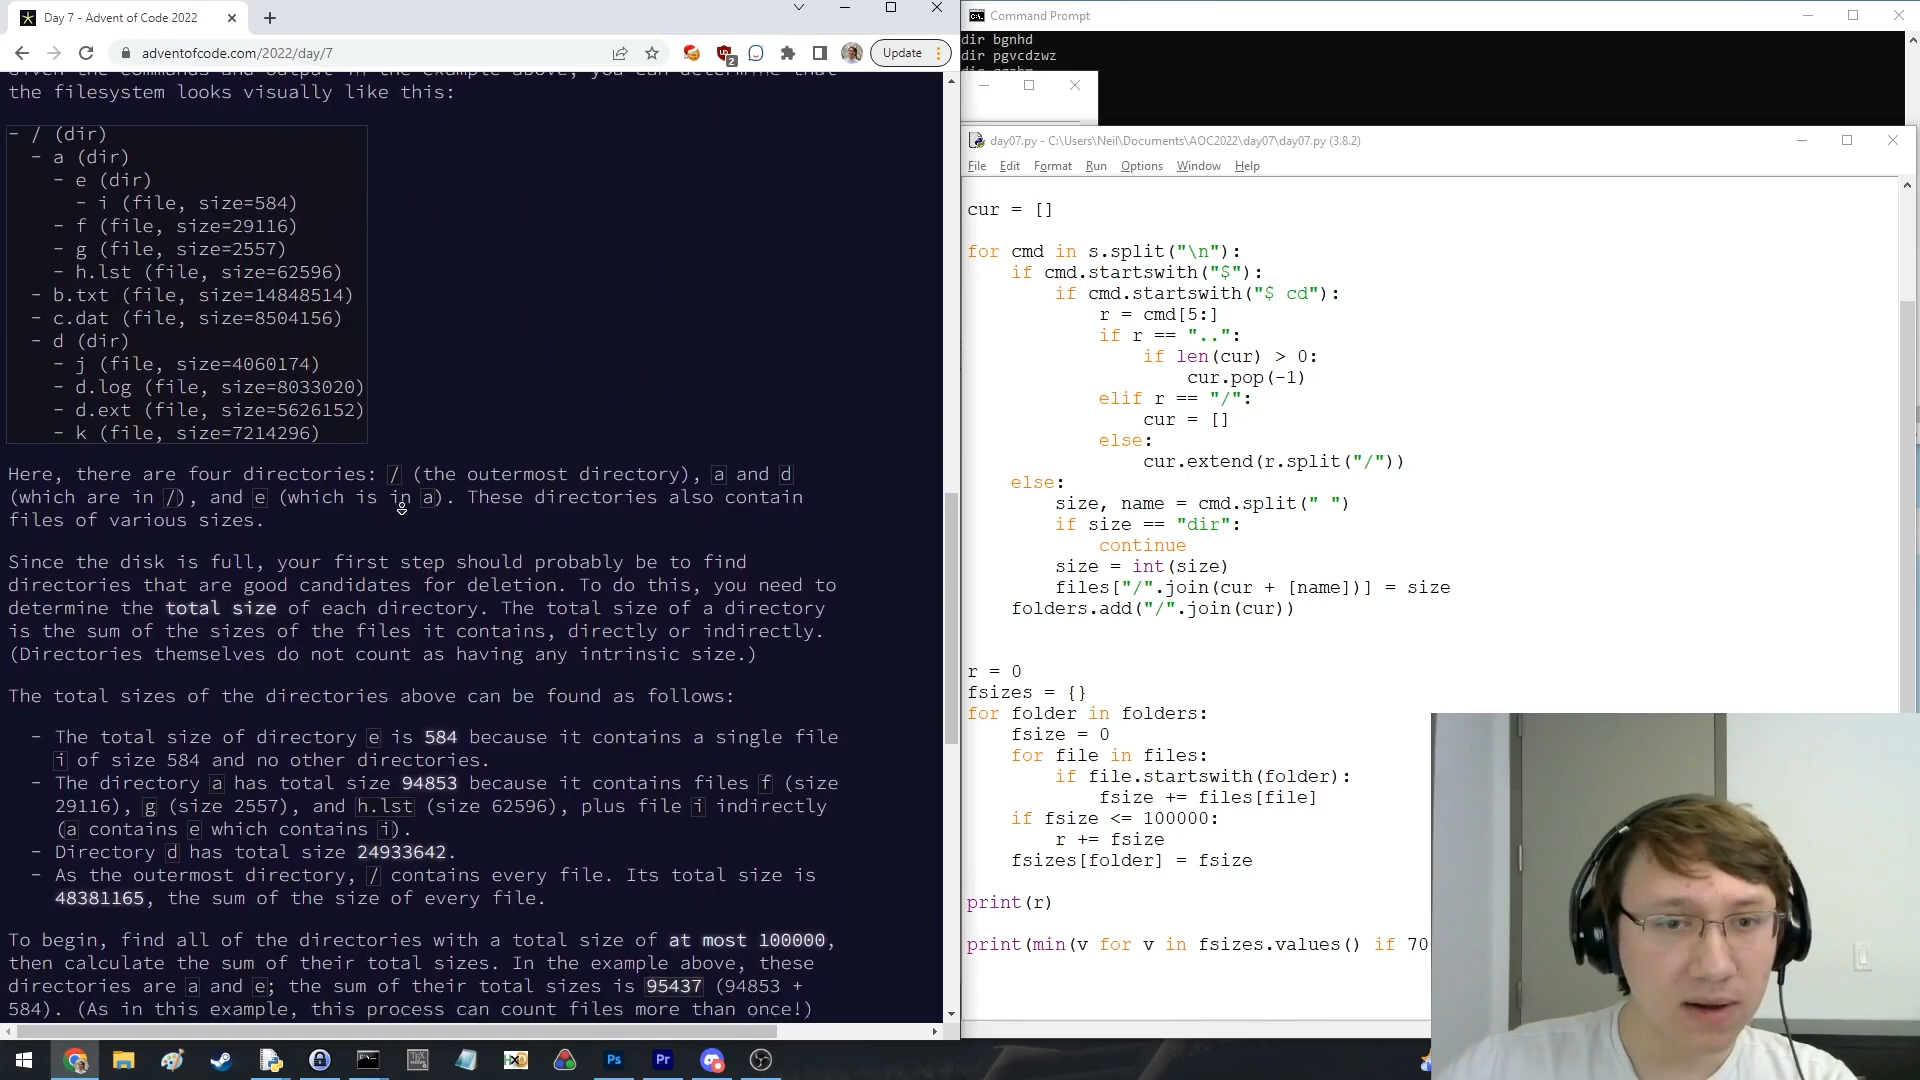 Day 7 - Advent of Code 2022
adventofcode.com/2022/day/7
2
Update
the filesystem looks visually like this:
- / (dir)
- a (dir)
- e (dir)
- i (file, size=584)
- f (file, size=29116)
- g (file, size=2557)
- h.lst (file, size=62596)
- b.txt (file, size=14848514)
- c.dat (file, size=8504156)
- d (dir)
- j (file, size=4060174)
- d.log (file, size=8033020)
- d.ext (file, size=5626152)
- k (file, size=7214296)
Here, there are four directories: / (the outermost directory), a and d
(which are in /), and e (which is in a). These directories also contain
files of various sizes.
Since the disk is full, your first step should probably be to find
directories that are good candidates for deletion. To do this, you need to
determine the total size of each directory. The total size of a directory
is the sum of the sizes of the files it contains, directly or indirectly.
(Directories themselves do not count as having any intrinsic size.)
The total sizes of the directories above can be found as follows:
- The total size of directory e is 584 because it contains a single file
i of size 584 and no other directories.
- The directory a has total size 94853 because it contains files f (size
29116), g (size 2557), and h.lst (size 62596), plus file i indirectly
(a contains e which contains i).
- Directory d has total size 24933642.
- As the outermost directory, / contains every file. Its total size is
48381165, the sum of the size of every file.
To begin, find all of the directories with a total size of at most 100000,
then calculate the sum of their total sizes. In the example above, these
directories are a and e; the sum of their total sizes is 95437 (94853 +
584). (As in this example, this process can count files more than once!)
Command Prompt
dir bgnhd
dir pgvcdzwz
day07.py - C:\Users\Neil\Documents\AOC2022\day07\day07.py (3.8.2)
File Edit Format Run Options Window Help
cur = []
for cmd in s.split("\n"):
if cmd.startswith("$"):
if cmd.startswith("$ cd"):
r = cmd[5:]
if r == "..":
if len(cur) > 0:
cur.pop(-1)
elif r == "/":
cur = []
else:
cur.extend(r.split("/"))
else:
size, name = cmd.split(" ")
if size == "dir":
continue
size = int(size)
files["/".join(cur + [name])] = size
folders.add("/".join(cur))
r = 0
fsizes = {}
for folder in folders:
fsize = 0
for file in files:
if file.startswith(folder):
fsize += files[file]
if fsize <= 100000:
r += fsize
fsizes[folder] = fsize
print(r)
print(min(v for v in fsizes.values() if 70
Ps
Pr